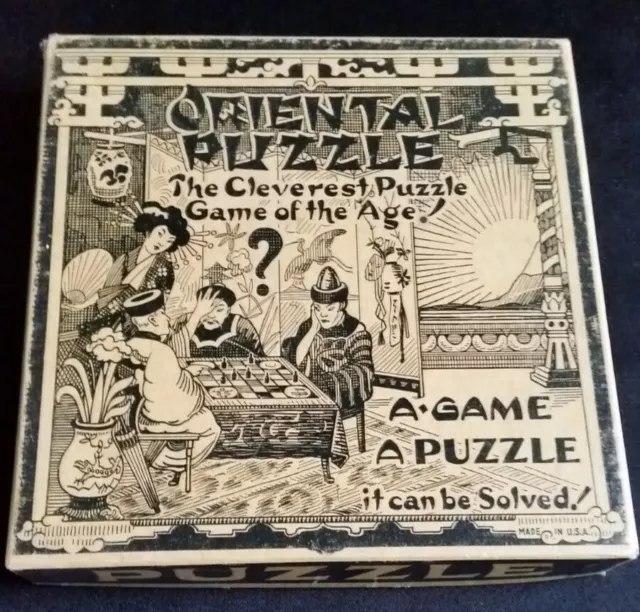 ORIENTAL
PUZZLE
The Cleverest Puzzle
Game of the Age!
?
A·GAME
A PUZZLE
it can be Solved!
MADE IN U.S.A.
PUZZLE